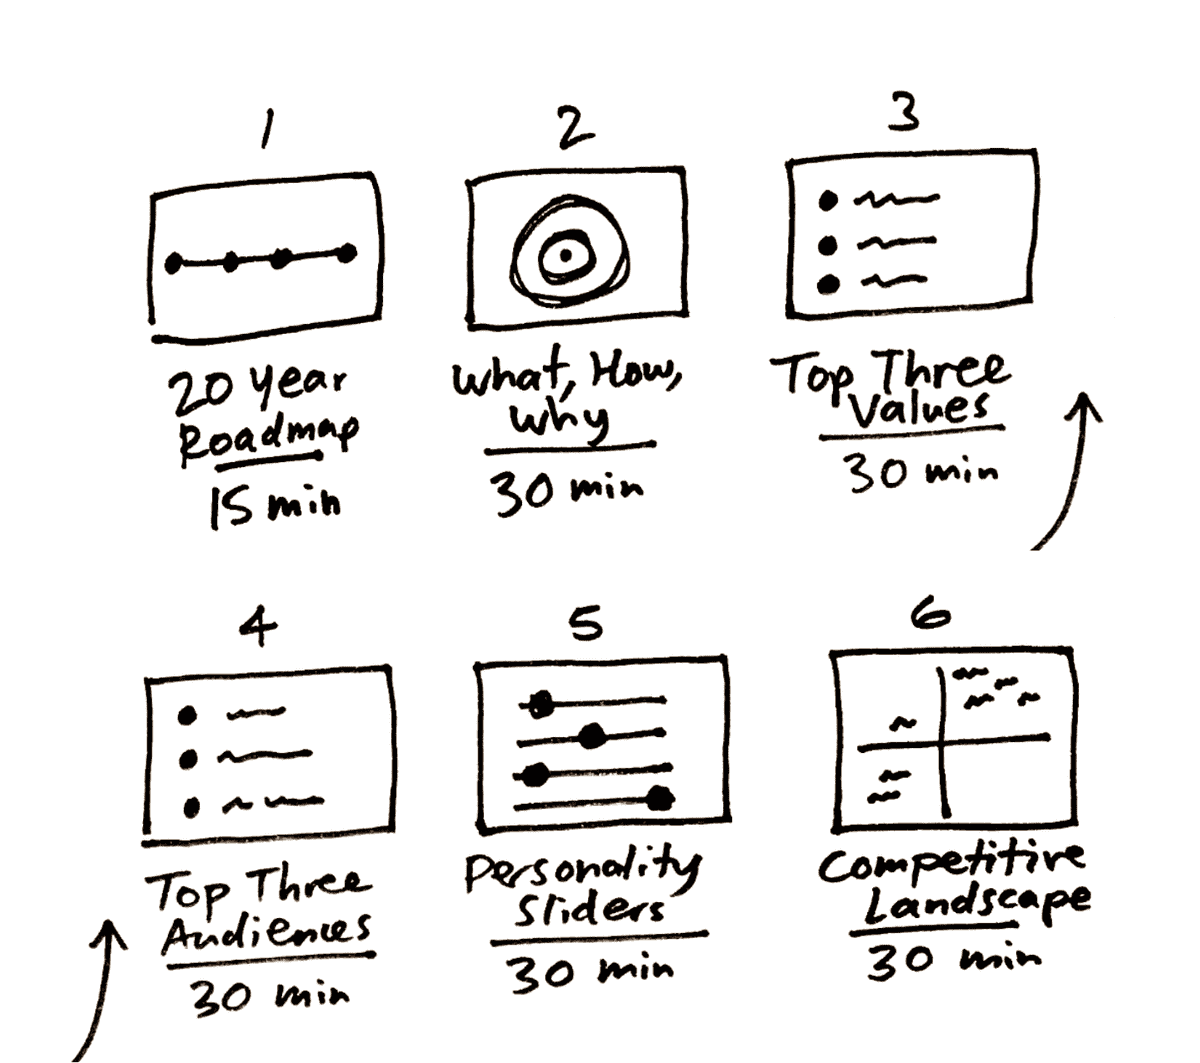 1
2
3
20 Year
Roadmap
15 min
What, How,
Why
30 min
Top Three
Values
30 min
4
5
6
Top Three
Audiences
30 min
Personality
Sliders
30 min
Competitive
Landscape
30 min